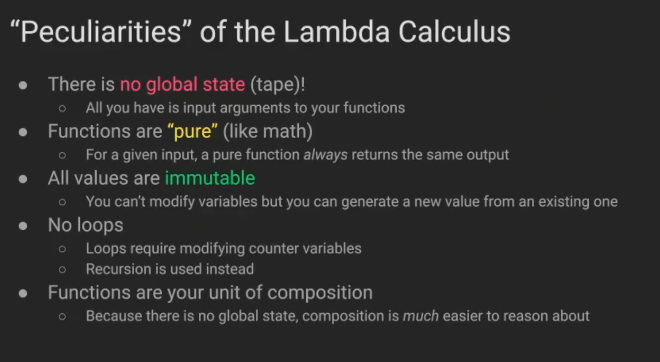 “Peculiarities” of the Lambda Calculus
● There is no global state (tape)!
○ All you have is input arguments to your functions
● Functions are “pure” (like math)
○ For a given input, a pure function always returns the same output
● All values are immutable
○ You can’t modify variables but you can generate a new value from an existing one
● No loops
○ Loops require modifying counter variables
○ Recursion is used instead
● Functions are your unit of composition
○ Because there is no global state, composition is much easier to reason about